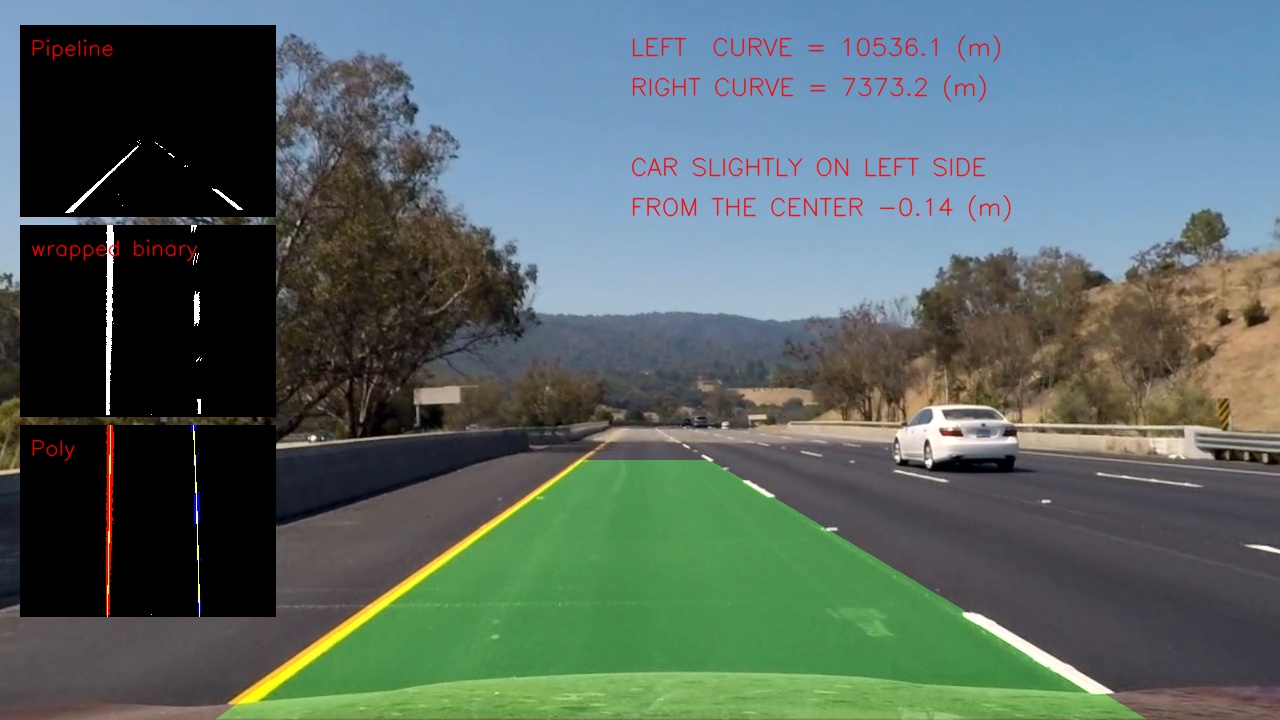 Pipeline
wrapped binary
Poly
LEFT CURVE = 10536.1 (m)
RIGHT CURVE = 7373.2 (m)
CAR SLIGHTLY ON LEFT SIDE
FROM THE CENTER -0.14 (m)